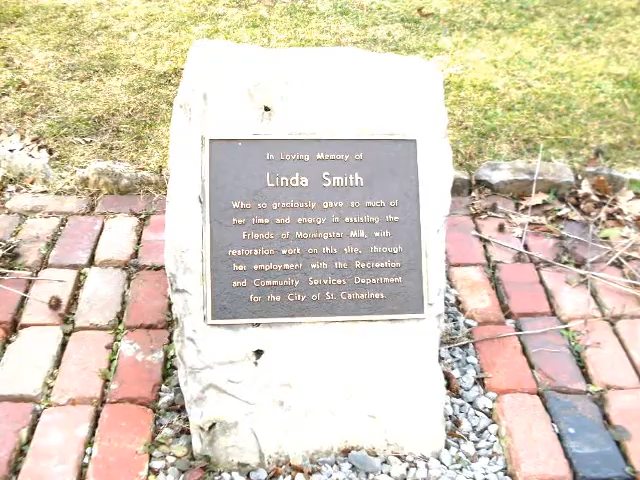 In Loving Memory of
Linda Smith
Who so graciously gave so much of
her time and energy in assisting the
Friends of Morningstar Mill, with
restoration work on this site, through
her employment with the Recreation
and Community Services Department
for the City of St. Catharines.